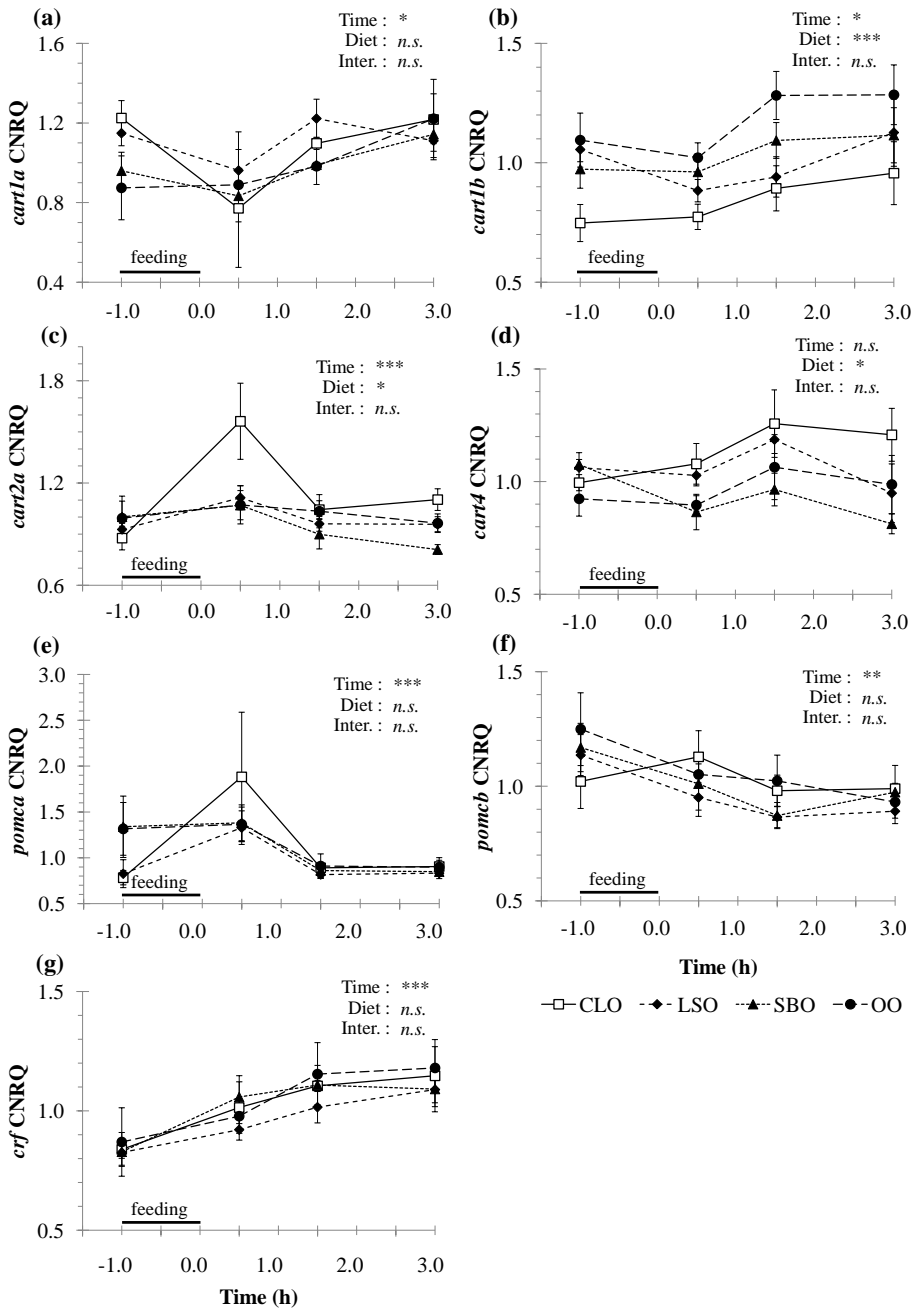 (a)
Time : *
Diet : n.s.
Inter. : n.s.
1.6
1.2
0.8
0.4
cart1a CNRQ
feeding
-1.0 0.0 1.0 2.0 3.0
(b)
Time : *
Diet : ***
Inter. : n.s.
1.5
1.0
0.5
cart1b CNRQ
feeding
-1.0 0.0 1.0 2.0 3.0
(c)
Time : ***
Diet : *
Inter. : n.s.
1.8
1.2
0.6
cart2a CNRQ
feeding
-1.0 0.0 1.0 2.0 3.0
(d)
Time : n.s.
Diet : *
Inter. : n.s.
1.5
1.0
0.5
cart4 CNRQ
feeding
-1.0 0.0 1.0 2.0 3.0
(e)
Time : ***
Diet : n.s.
Inter. : n.s.
3.0
2.5
2.0
1.5
1.0
0.5
pomca CNRQ
feeding
-1.0 0.0 1.0 2.0 3.0
(f)
Time : **
Diet : n.s.
Inter. : n.s.
1.5
1.0
0.5
pomcb CNRQ
feeding
-1.0 0.0 1.0 2.0 3.0
Time (h)
CLO LSO SBO OO
(g)
Time : ***
Diet : n.s.
Inter. : n.s.
1.5
1.0
0.5
crf CNRQ
feeding
-1.0 0.0 1.0 2.0 3.0
Time (h)